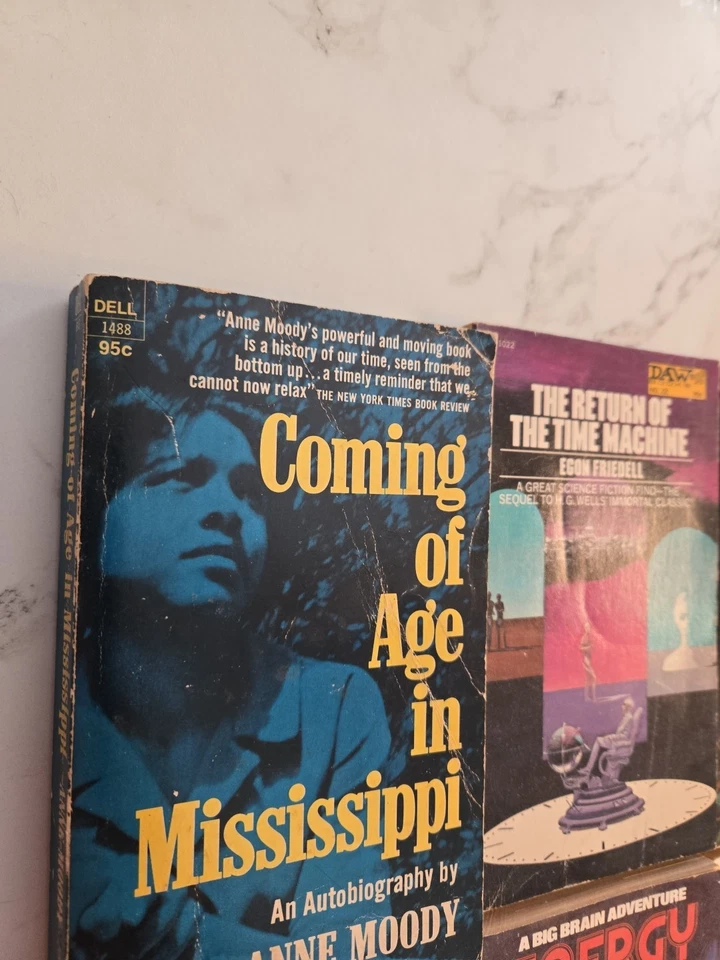 DELL
1488
95c
"Anne Moody's powerful and moving book
is a history of our time, seen from the
bottom up...a timely reminder that we
cannot now relax" THE NEW YORK TIMES BOOK REVIEW
Coming
of
Age
in
Mississippi
An Autobiography by
ANNE MOODY
Coming of Age in Mississippi
DAW
THE RETURN OF
THE TIME MACHINE
EGON FRIEDELL
A GREAT SCIENCE FICTION FIND—THE
SEQUEL TO H.G. WELLS' IMMORTAL CLASSIC
A BIG BRAIN ADVENTURE